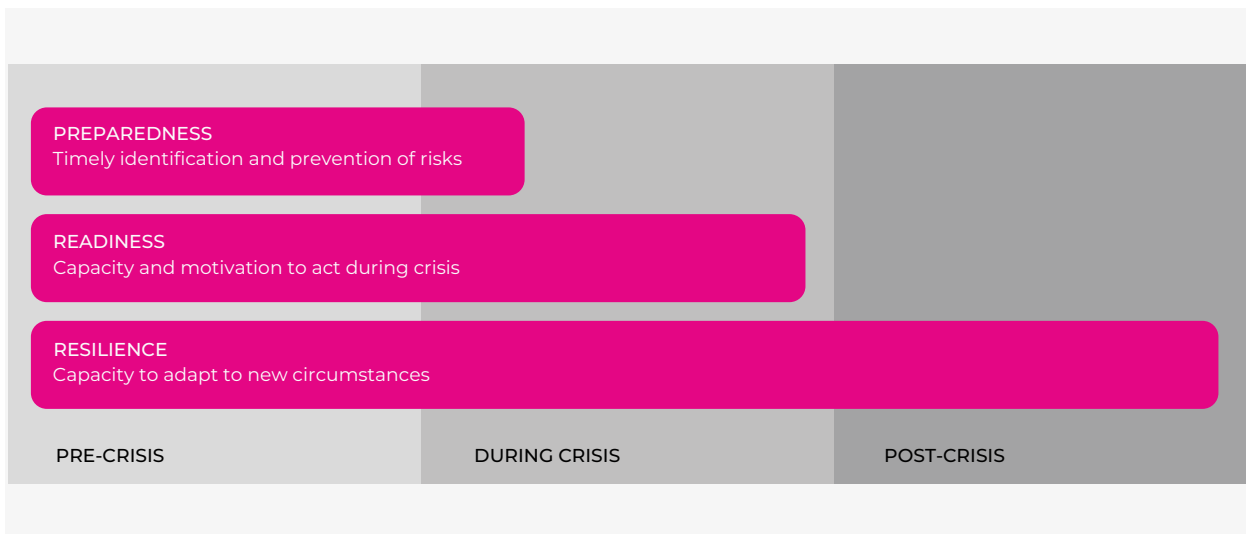 PREPAREDNESS
Timely identification and prevention of risks
READINESS
Capacity and motivation to act during crisis
RESILIENCE
Capacity to adapt to new circumstances
PRE-CRISIS
DURING CRISIS
POST-CRISIS